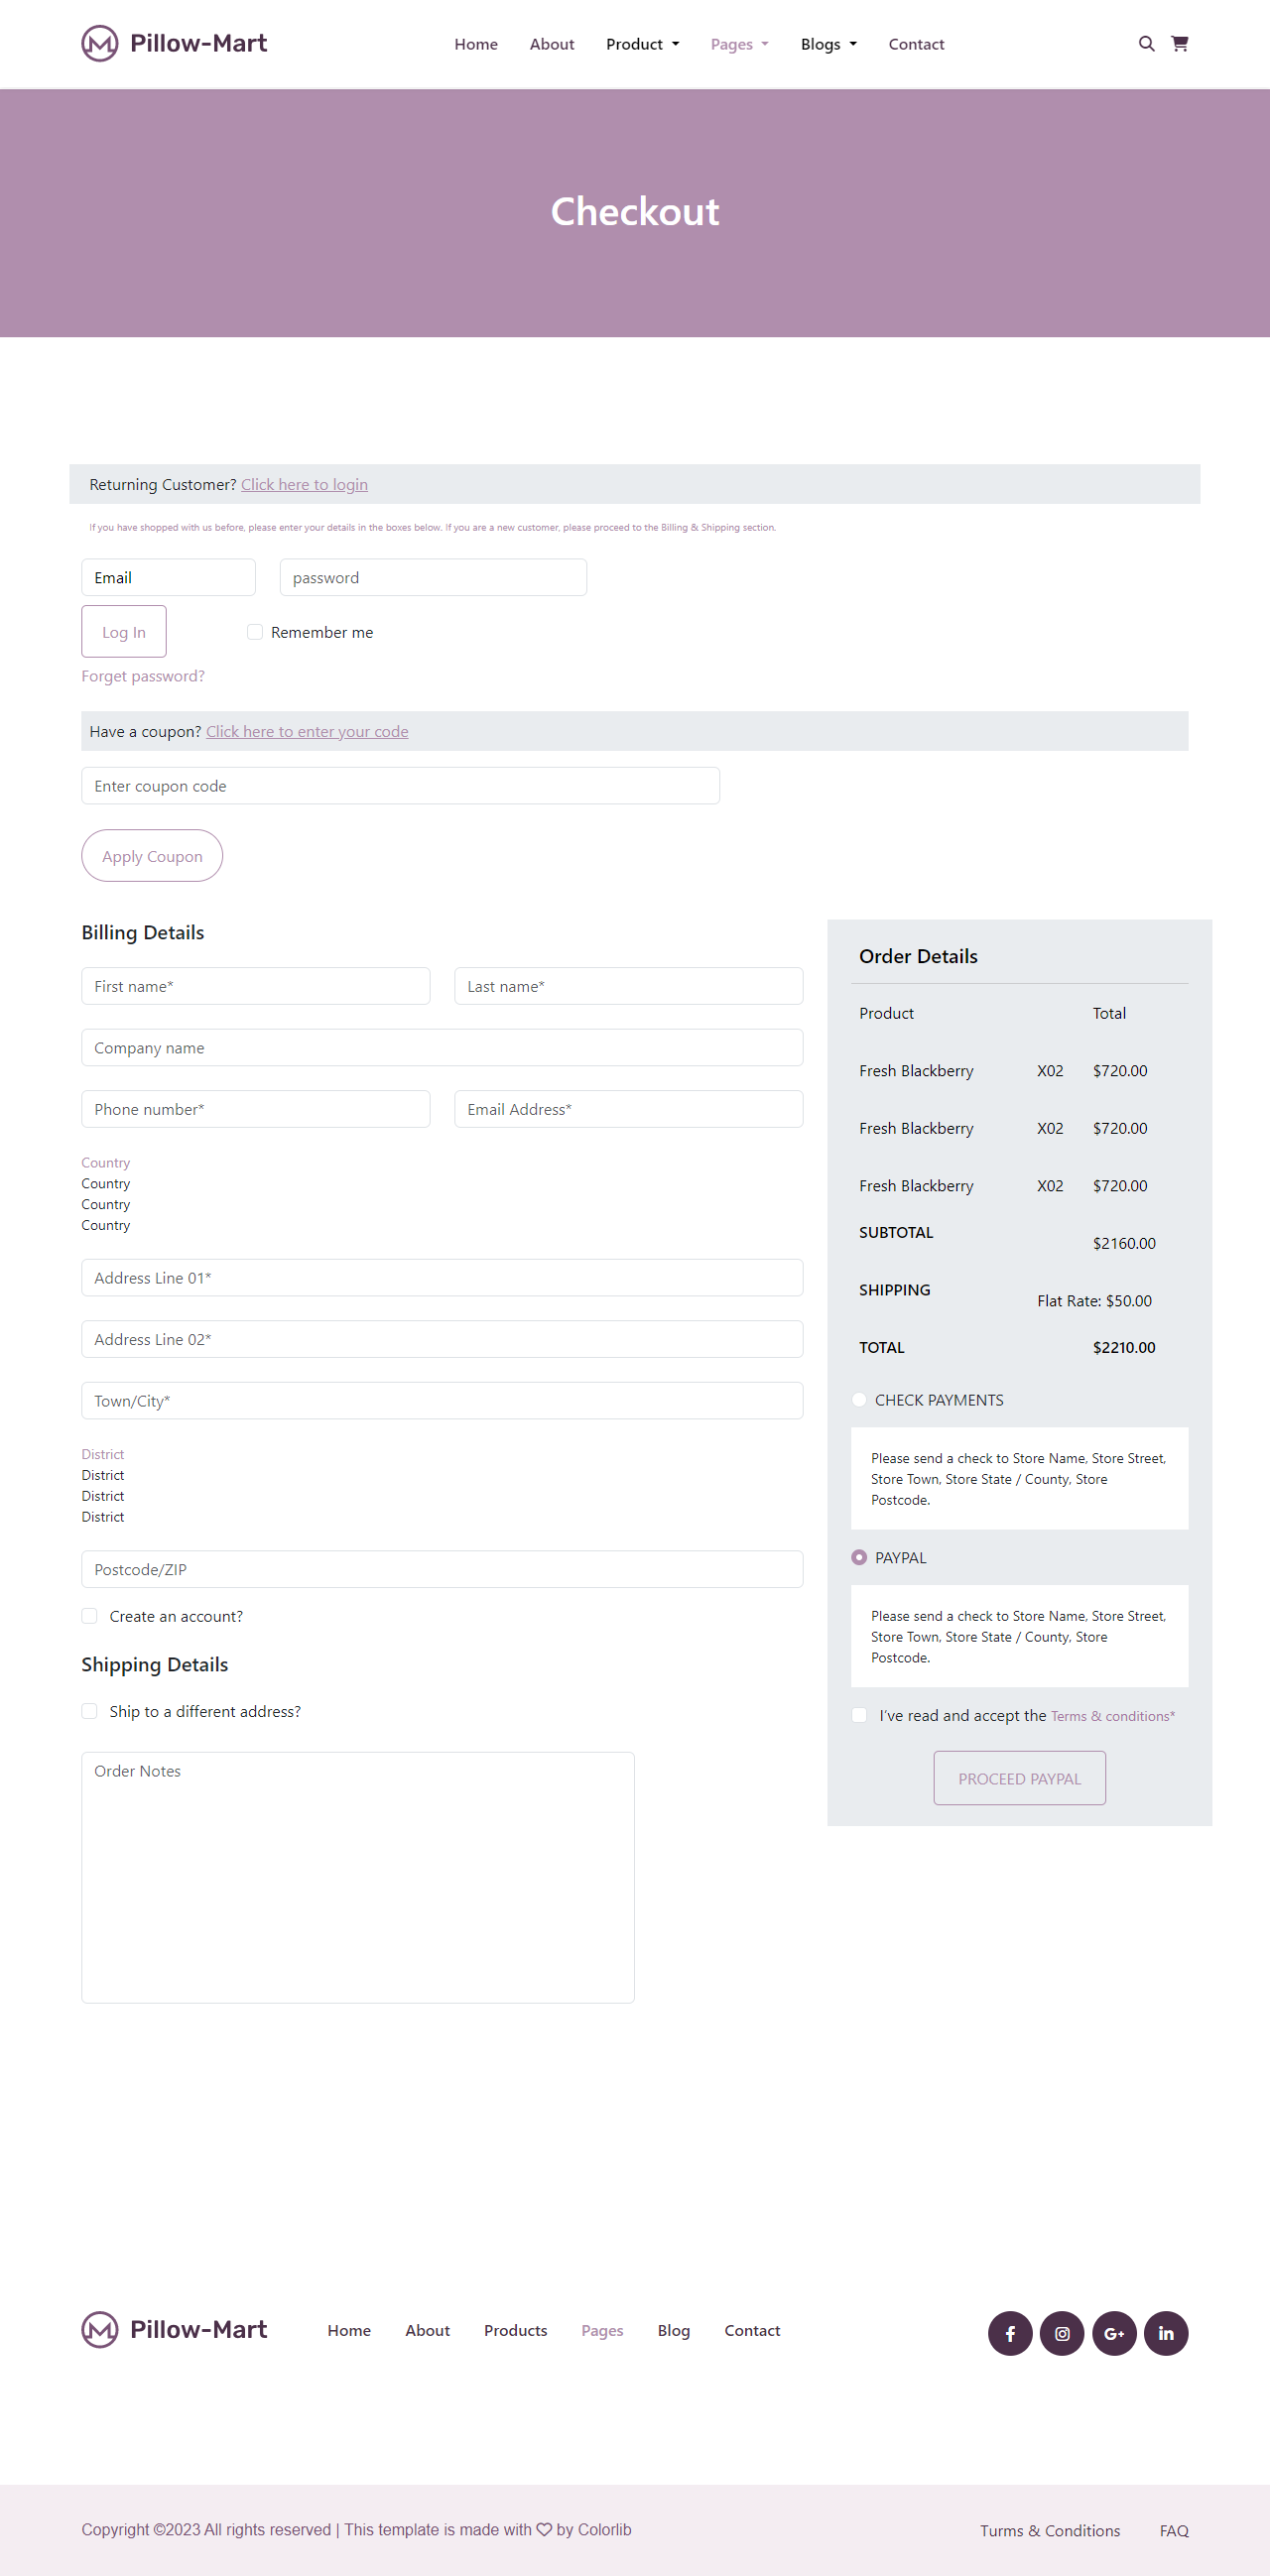 Pillow-Mart
Home About Product Pages Blogs Contact
Checkout
Returning Customer? Click here to login
If you have shopped with us before, please enter your details in the boxes below. If you are a new customer, please proceed to the Billing & Shipping section.
Email password
Log In Remember me
Forget password?
Have a coupon? Click here to enter your code
Enter coupon code
Apply Coupon
Billing Details
First name* Last name*
Company name
Phone number* Email Address*
Country
Country
Country
Country
Address Line 01*
Address Line 02*
Town/City*
District
District
District
District
Postcode/ZIP
Create an account?
Shipping Details
Ship to a different address?
Order Notes
Order Details
Product Total
Fresh Blackberry X02 $720.00
Fresh Blackberry X02 $720.00
Fresh Blackberry X02 $720.00
SUBTOTAL $2160.00
SHIPPING Flat Rate: $50.00
TOTAL $2210.00
CHECK PAYMENTS
Please send a check to Store Name, Store Street,
Store Town, Store State / County, Store
Postcode.
PAYPAL
Please send a check to Store Name, Store Street,
Store Town, Store State / County, Store
Postcode.
I've read and accept the Terms & conditions*
PROCEED PAYPAL
Pillow-Mart Home About Products Pages Blog Contact
Copyright ©2023 All rights reserved | This template is made with by Colorlib
Turms & Conditions FAQ